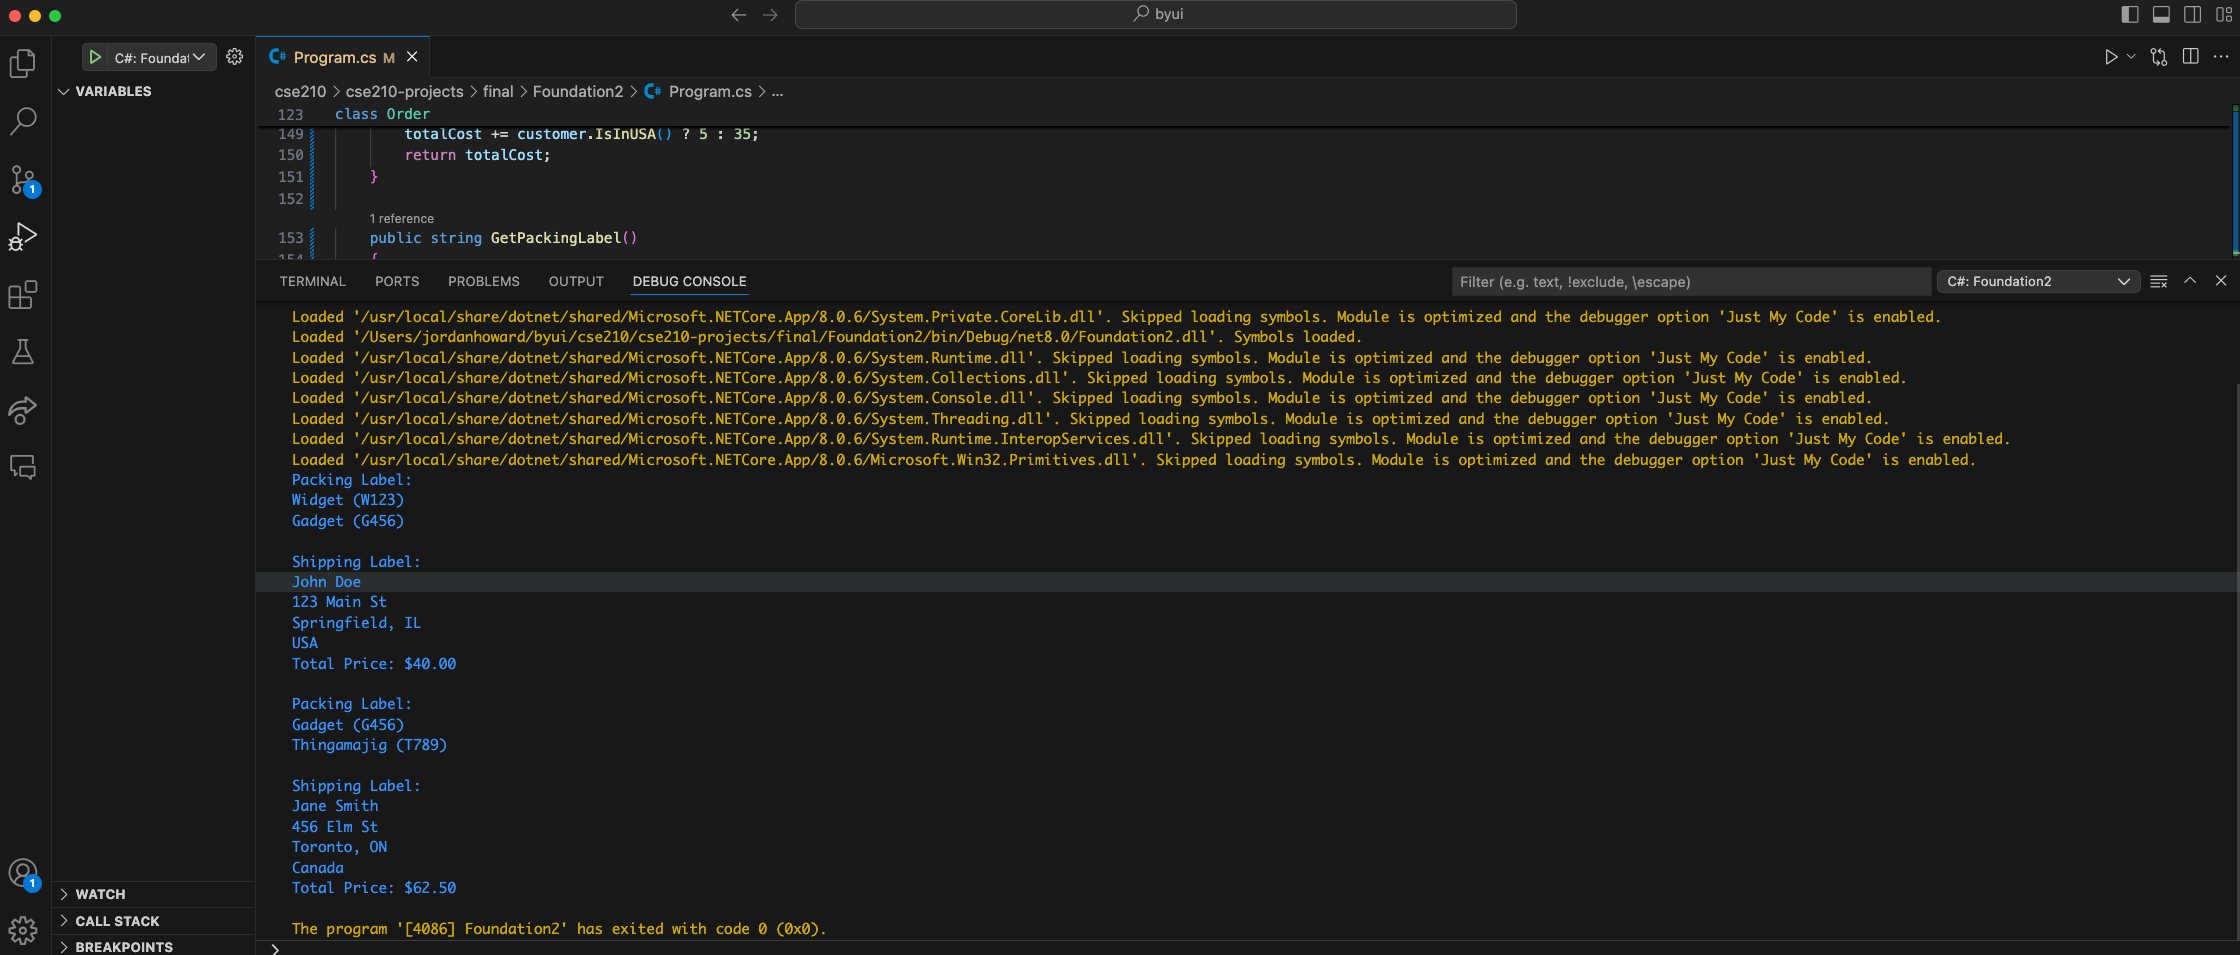 byui
C#: Foundat
Program.cs M
VARIABLES
cse210 > cse210-projects > final > Foundation2 > Program.cs > ...
123 class Order
149 totalCost += customer.IsInUSA() ? 5 : 35;
150 return totalCost;
151 }
152
1 reference
153 public string GetPackingLabel()
154 {
TERMINAL PORTS PROBLEMS OUTPUT DEBUG CONSOLE Filter (e.g. text, !exclude, \escape) C#: Foundation2
Loaded '/usr/local/share/dotnet/shared/Microsoft.NETCore.App/8.0.6/System.Private.CoreLib.dll'. Skipped loading symbols. Module is optimized and the debugger option 'Just My Code' is enabled.
Loaded '/Users/jordanhoward/byui/cse210/cse210-projects/final/Foundation2/bin/Debug/net8.0/Foundation2.dll'. Symbols loaded.
Loaded '/usr/local/share/dotnet/shared/Microsoft.NETCore.App/8.0.6/System.Runtime.dll'. Skipped loading symbols. Module is optimized and the debugger option 'Just My Code' is enabled.
Loaded '/usr/local/share/dotnet/shared/Microsoft.NETCore.App/8.0.6/System.Collections.dll'. Skipped loading symbols. Module is optimized and the debugger option 'Just My Code' is enabled.
Loaded '/usr/local/share/dotnet/shared/Microsoft.NETCore.App/8.0.6/System.Console.dll'. Skipped loading symbols. Module is optimized and the debugger option 'Just My Code' is enabled.
Loaded '/usr/local/share/dotnet/shared/Microsoft.NETCore.App/8.0.6/System.Threading.dll'. Skipped loading symbols. Module is optimized and the debugger option 'Just My Code' is enabled.
Loaded '/usr/local/share/dotnet/shared/Microsoft.NETCore.App/8.0.6/System.Runtime.InteropServices.dll'. Skipped loading symbols. Module is optimized and the debugger option 'Just My Code' is enabled.
Loaded '/usr/local/share/dotnet/shared/Microsoft.NETCore.App/8.0.6/Microsoft.Win32.Primitives.dll'. Skipped loading symbols. Module is optimized and the debugger option 'Just My Code' is enabled.
Packing Label:
Widget (W123)
Gadget (G456)
Shipping Label:
John Doe
123 Main St
Springfield, IL
USA
Total Price: $40.00
Packing Label:
Gadget (G456)
Thingamajig (T789)
Shipping Label:
Jane Smith
456 Elm St
Toronto, ON
Canada
Total Price: $62.50
The program '[4086] Foundation2' has exited with code 0 (0x0).
1
1
WATCH
CALL STACK
BREAKPOINTS